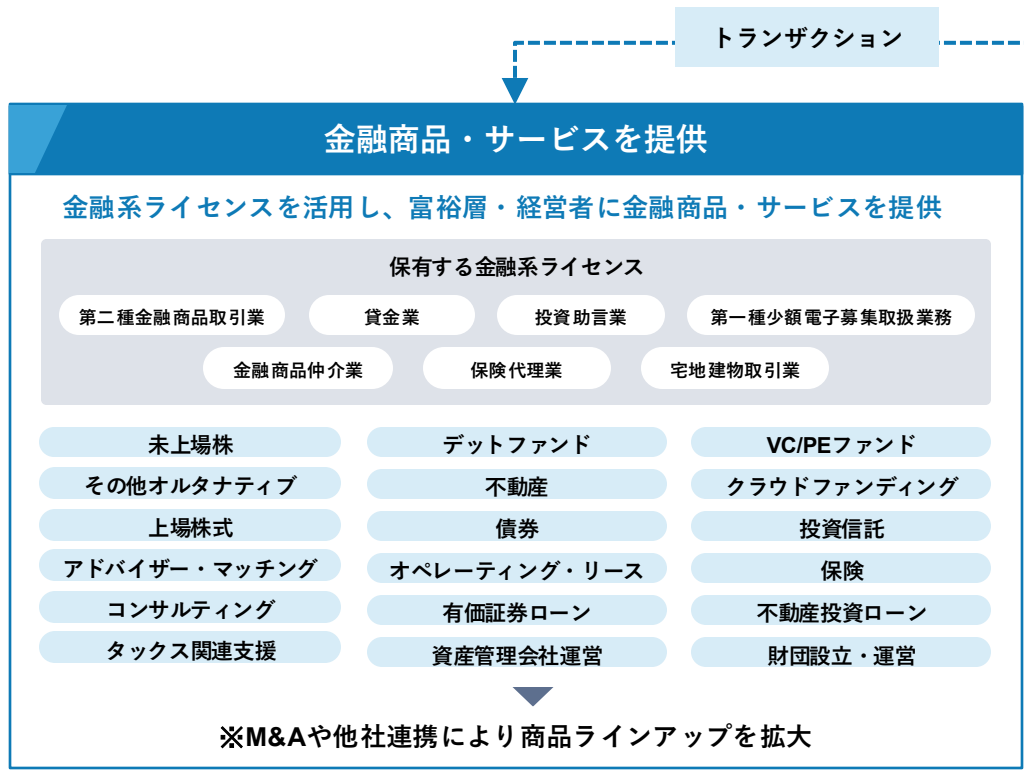 トランザクション
金融商品・サービスを提供
金融系ライセンスを活用し、富裕層・経営者に金融商品・サービスを提供
保有する金融系ライセンス
第二種金融商品取引業
貸金業
投資助言業
第一種少額電子募集取扱業務
金融商品仲介業
保険代理業
宅地建物取引業
未上場株
デットファンド
VC/PEファンド
その他オルタナティブ
不動産
クラウドファンディング
上場株式
債券
投資信託
アドバイザー・マッチング
オペレーティング・リース
保険
コンサルティング
有価証券ローン
不動産投資ローン
タックス関連支援
資産管理会社運営
財団設立・運営
※M&Aや他社連携により商品ラインアップを拡大